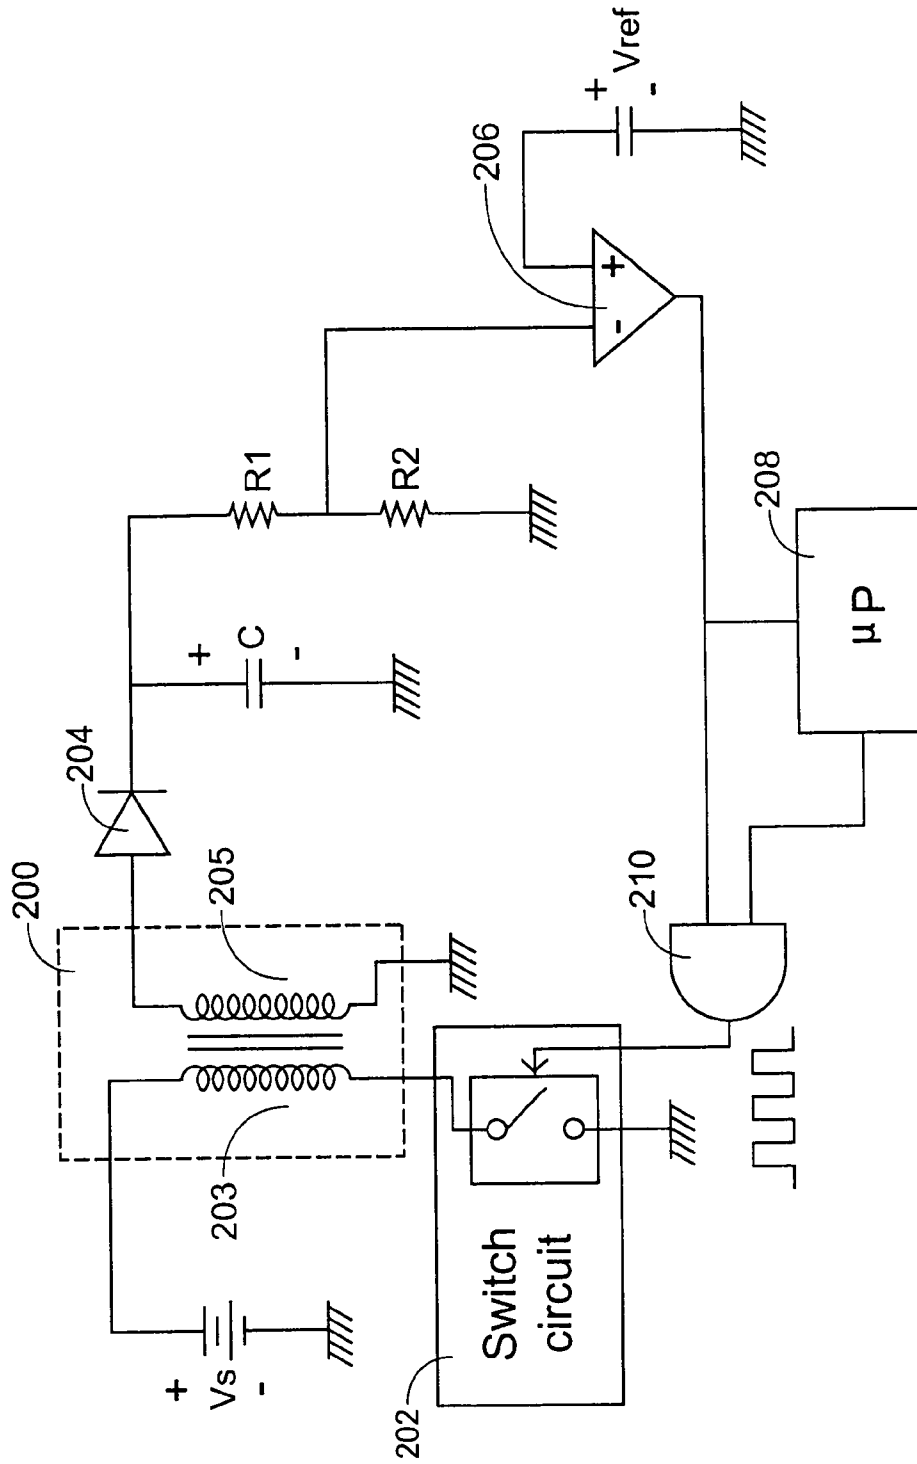 200
204
R1
+
C
-
R2
206
+
Vref
-
+
Vs
-
203
205
-
+
202
Switch
circuit
210
208
μP